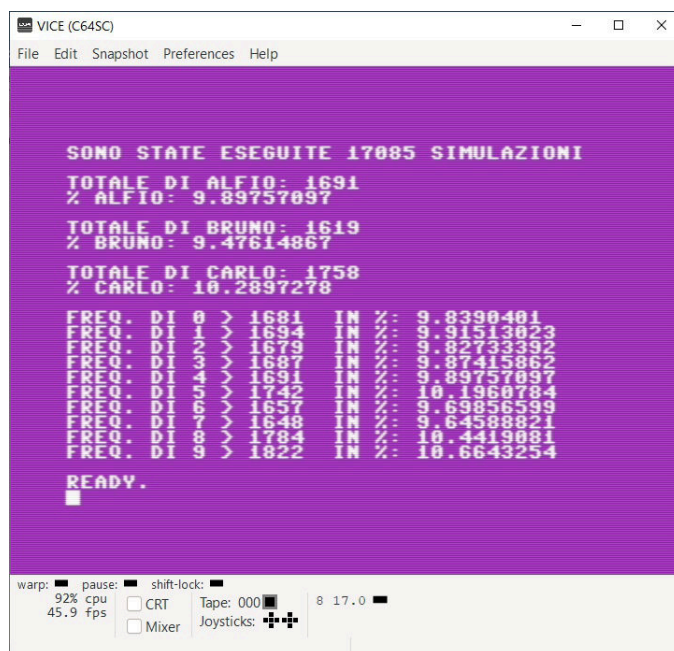 VICE (C64SC)
File Edit Snapshot Preferences Help
SONO STATE ESEGUITE 17085 SIMULAZIONI
TOTALE DI ALFIO: 1691
% ALFIO: 9.89757097
TOTALE DI BRUNO: 1619
% BRUNO: 9.47614867
TOTALE DI CARLO: 1758
% CARLO: 10.2897278
FREQ. DI 0 > 1681 IN %: 9.8390401
FREQ. DI 1 > 1694 IN %: 9.91513023
FREQ. DI 2 > 1679 IN %: 9.82733392
FREQ. DI 3 > 1687 IN %: 9.87415862
FREQ. DI 4 > 1691 IN %: 9.89757097
FREQ. DI 5 > 1742 IN %: 10.1960784
FREQ. DI 6 > 1657 IN %: 9.69856599
FREQ. DI 7 > 1648 IN %: 9.64588821
FREQ. DI 8 > 1784 IN %: 10.4419081
FREQ. DI 9 > 1822 IN %: 10.6643254
READY.
warp: pause: shift-lock:
92% cpu CRT Tape: 000 8 17.0
45.9 fps Mixer Joysticks: